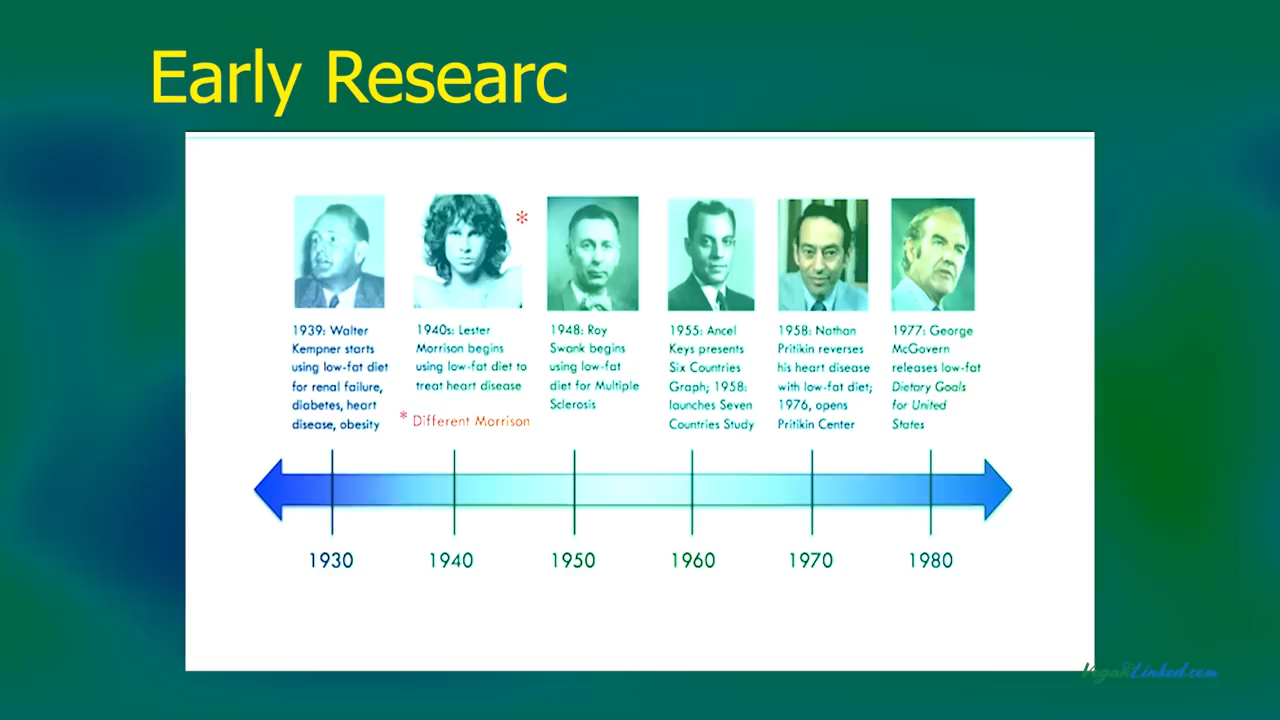 Early Researc
*
1939: Walter
Kempner starts
using low-fat diet
for renal failure,
diabetes, heart
disease, obesity
1940s: Lester
Morrison begins
using low-fat diet to
treat heart disease
* Different Morrison
1948: Roy
Swank begins
using low-fat
diet for Multiple
Sclerosis
1955: Ancel
Keys presents
Six Countries
Graph; 1958:
launches Seven
Countries Study
1958: Nathan
Pritikin reverses
his heart disease
with low-fat diet;
1976, opens
Pritikin Center
1977: George
McGovern
releases low-fat
Dietary Goals
for United
States
1930 1940 1950 1960 1970 1980
VeganLinked.com